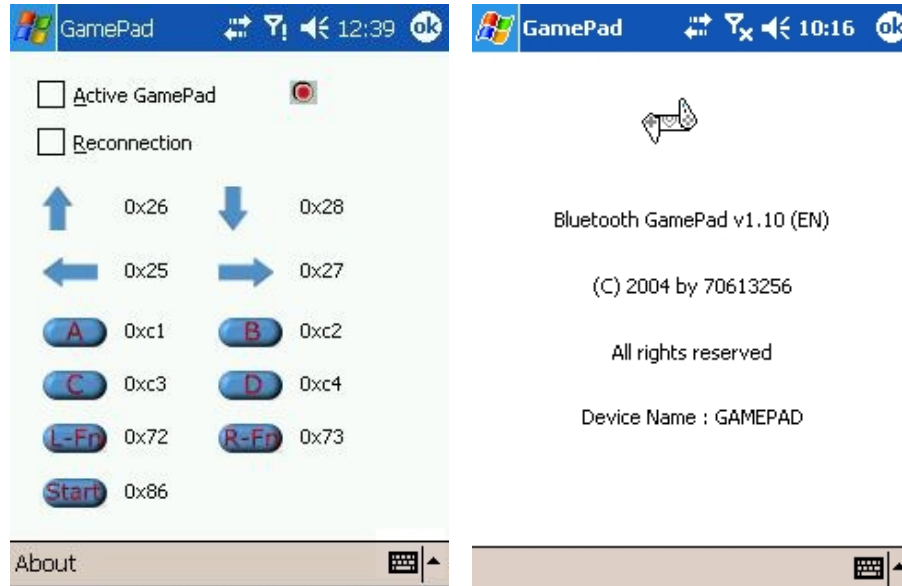 GamePad 12:39 ok
Active GamePad
Reconnection
0x26 0x28
0x25 0x27
A 0xc1 B 0xc2
C 0xc3 D 0xc4
L-Fn 0x72 R-Fn 0x73
Start 0x86
About
GamePad 10:16 ok
Bluetooth GamePad v1.10 (EN)
(C) 2004 by 70613256
All rights reserved
Device Name : GAMEPAD